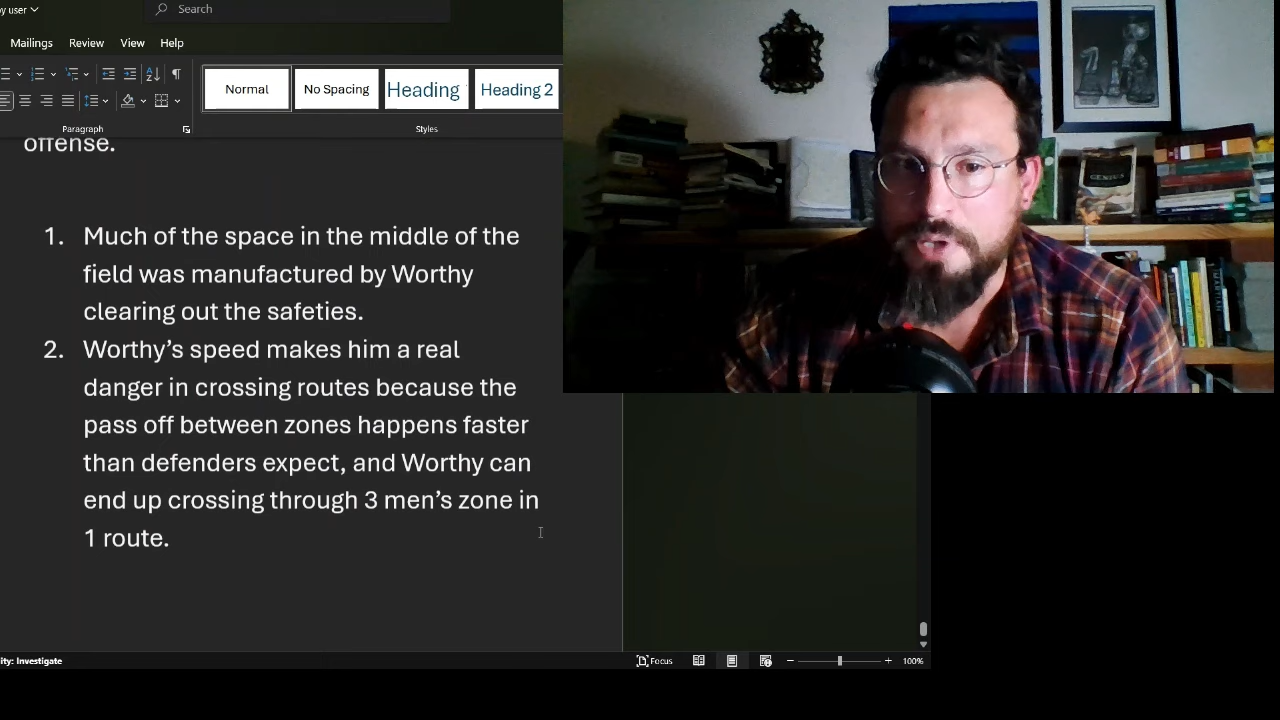 y user
Search
Mailings Review View Help
Normal No Spacing Heading Heading 2
Paragraph Styles
offense.
1. Much of the space in the middle of the
field was manufactured by Worthy
clearing out the safeties.
2. Worthy’s speed makes him a real
danger in crossing routes because the
pass off between zones happens faster
than defenders expect, and Worthy can
end up crossing through 3 men’s zone in
1 route.
GENIUS
ity: Investigate
Focus
100%